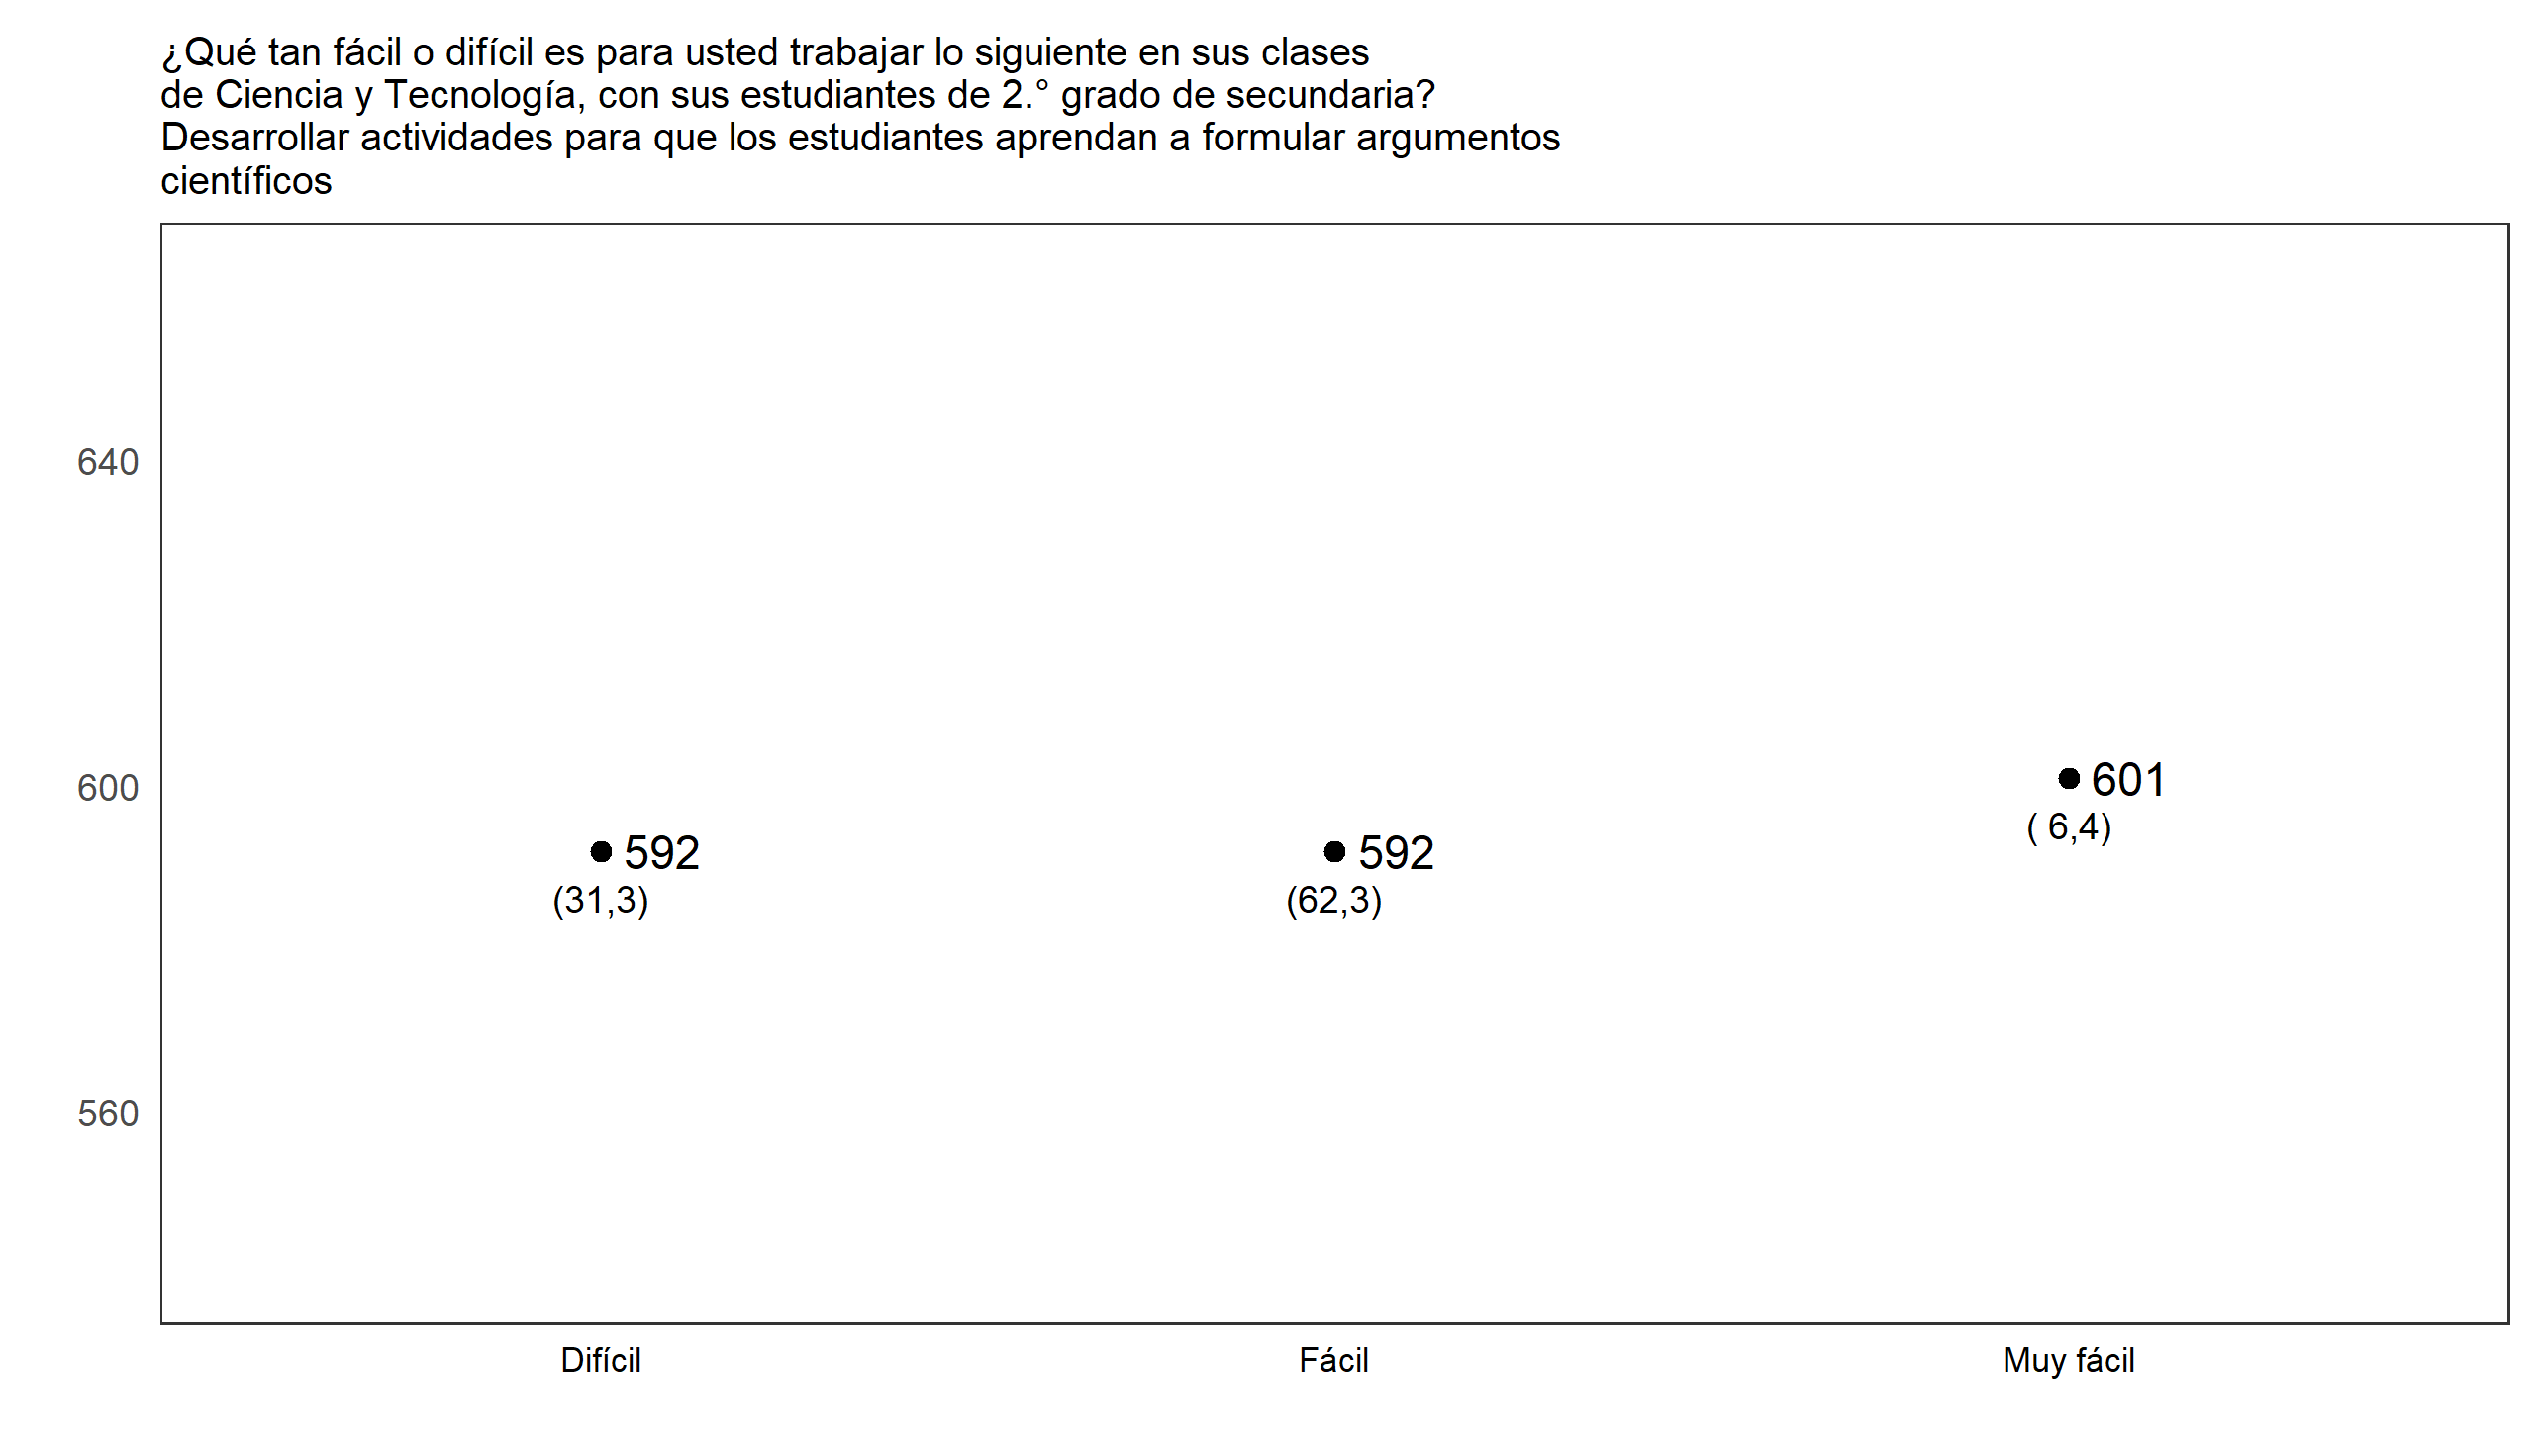 ¿Qué tan fácil o difícil es para usted trabajar lo siguiente en sus clases
de Ciencia y Tecnología, con sus estudiantes de 2.° grado de secundaria?
Desarrollar actividades para que los estudiantes aprendan a formular argumentos
científicos
640
600
560
592
(31,3)
592
(62,3)
601
( 6,4)
Difícil
Fácil
Muy fácil